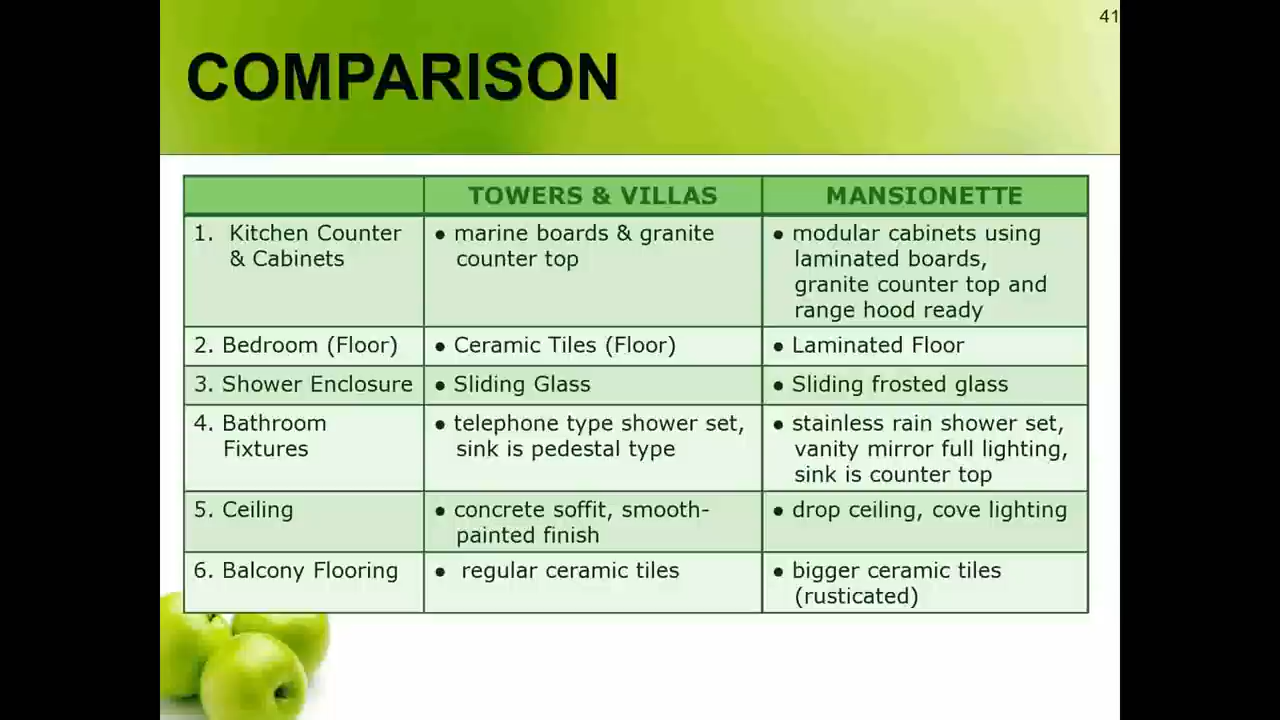 41
COMPARISON
TOWERS & VILLAS
MANSIONETTE
1. Kitchen Counter
& Cabinets
● marine boards & granite
counter top
● modular cabinets using
laminated boards,
granite counter top and
range hood ready
2. Bedroom (Floor)
● Ceramic Tiles (Floor)
● Laminated Floor
3. Shower Enclosure
● Sliding Glass
● Sliding frosted glass
4. Bathroom
Fixtures
● telephone type shower set,
sink is pedestal type
● stainless rain shower set,
vanity mirror full lighting,
sink is counter top
5. Ceiling
● concrete soffit, smooth-
painted finish
● drop ceiling, cove lighting
6. Balcony Flooring
● regular ceramic tiles
● bigger ceramic tiles
(rusticated)